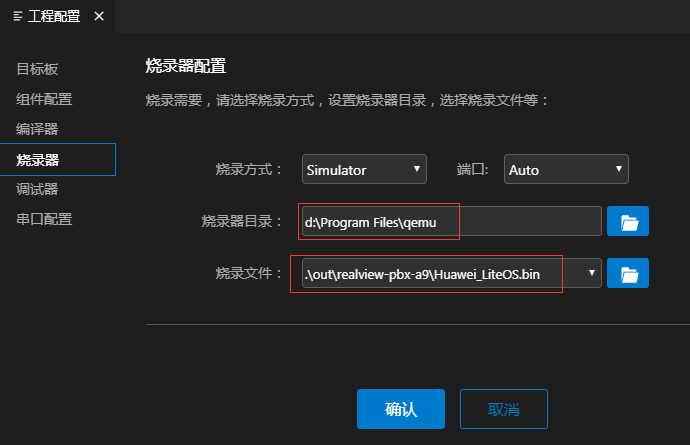 工程配置
目标板
组件配置
编译器
烧录器
调试器
串口配置
烧录器配置
烧录需要，请选择烧录方式，设置烧录器目录，选择烧录文件等：
烧录方式： Simulator 端口: Auto
烧录器目录： d:\Program Files\qemu
烧录文件： .\out\realview-pbx-a9\Huawei_LiteOS.bin
确认 取消